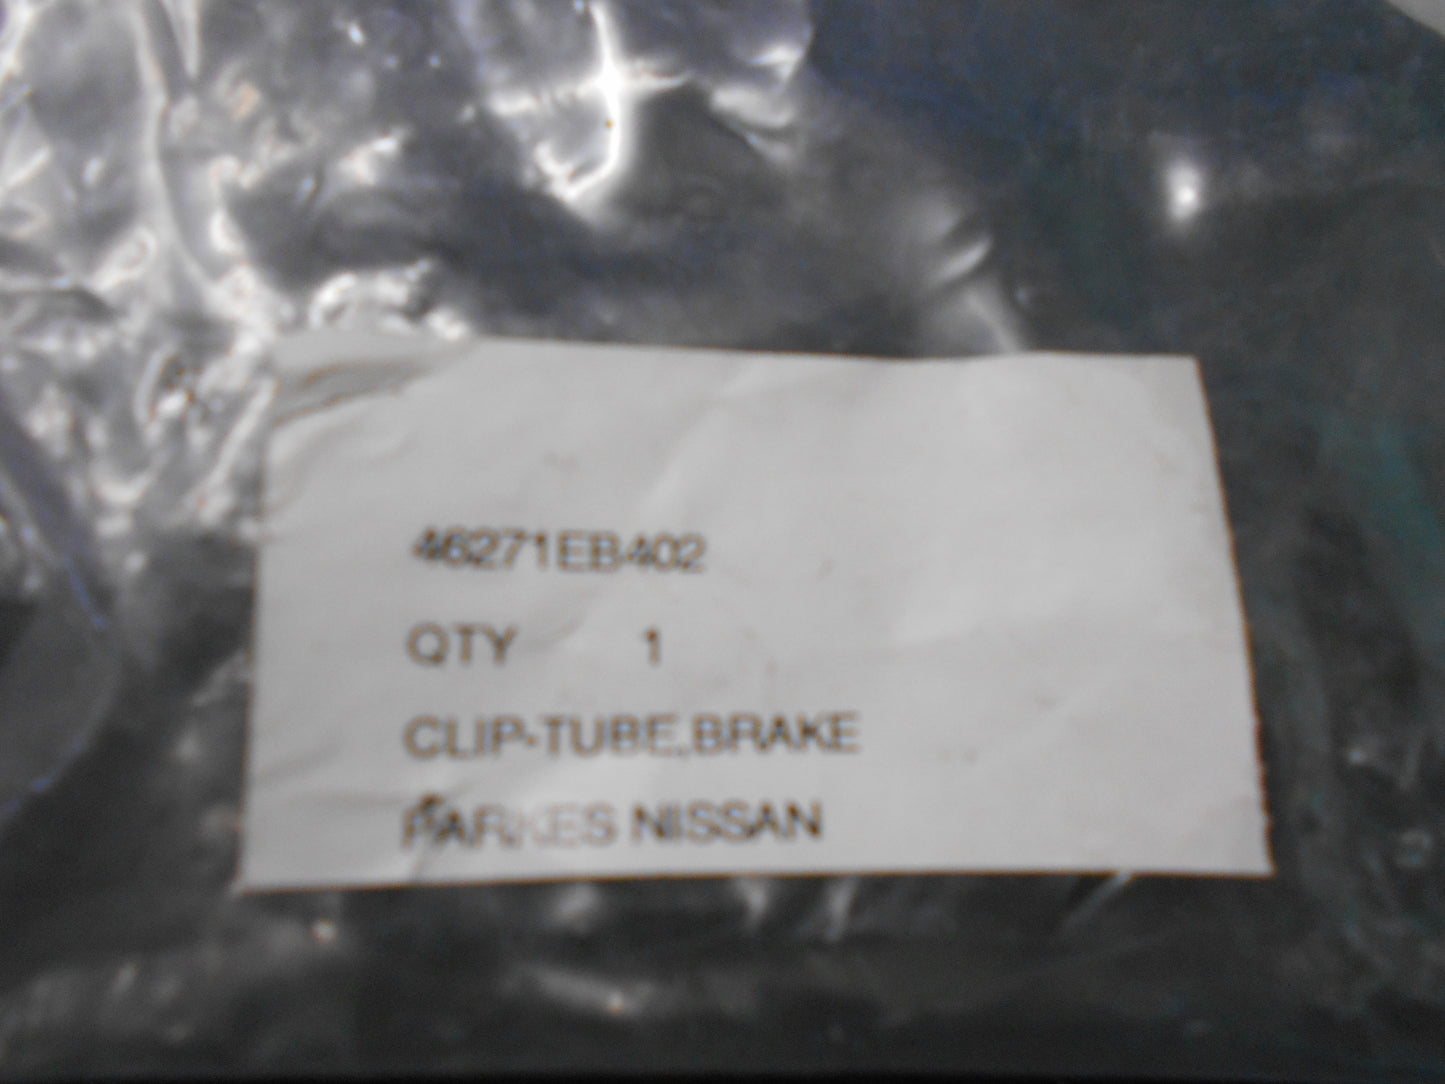 46271EB402
QTY 1
CLIP-TUBE,BRAKE
PARKES NISSAN